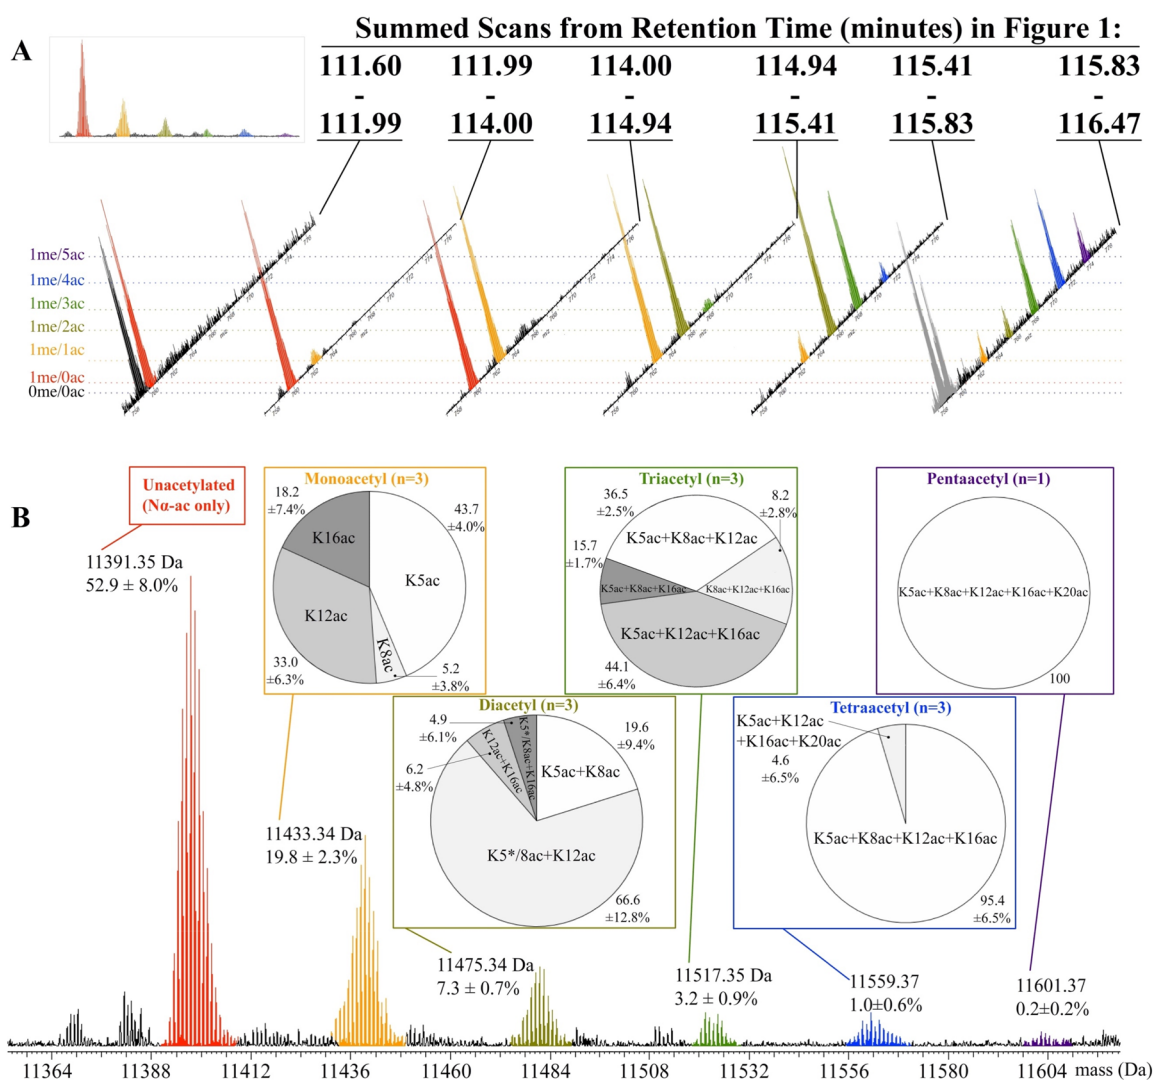 A
Summed Scans from Retention Time (minutes) in Figure 1:
111.60 111.99 114.00 114.94 115.41 115.83
- - - - - -
111.99 114.00 114.94 115.41 115.83 116.47
1me/5ac
1me/4ac
1me/3ac
1me/2ac
1me/1ac
1me/0ac
0me/0ac
B
Unacetylated
(Nα-ac only)
11391.35 Da
52.9 ± 8.0%
Monoacetyl (n=3)
18.2
±7.4%
43.7
±4.0%
K16ac
K5ac
K12ac
K8ac
33.0
±6.3%
5.2
±3.8%
11433.34 Da
19.8 ± 2.3%
Diacetyl (n=3)
4.9
±6.1%
19.6
±9.4%
6.2
±4.8%
K12ac+K16ac
K5*/K8ac+K16ac
K5ac+K8ac
K5*/8ac+K12ac
66.6
±12.8%
11475.34 Da
7.3 ± 0.7%
Triacetyl (n=3)
36.5
±2.5%
8.2
±2.8%
K5ac+K8ac+K12ac
15.7
±1.7%
K5ac+K8ac+K16ac
K8ac+K12ac+K16ac
K5ac+K12ac+K16ac
44.1
±6.4%
11517.35 Da
3.2 ± 0.9%
Tetraacetyl (n=3)
K5ac+K12ac
+K16ac+K20ac
4.6
±6.5%
K5ac+K8ac+K12ac+K16ac
95.4
±6.5%
11559.37
1.0±0.6%
Pentaacetyl (n=1)
K5ac+K8ac+K12ac+K16ac+K20ac
100
11601.37
0.2±0.2%
11364 11388 11412 11436 11460 11484 11508 11532 11556 11580 11604 mass (Da)